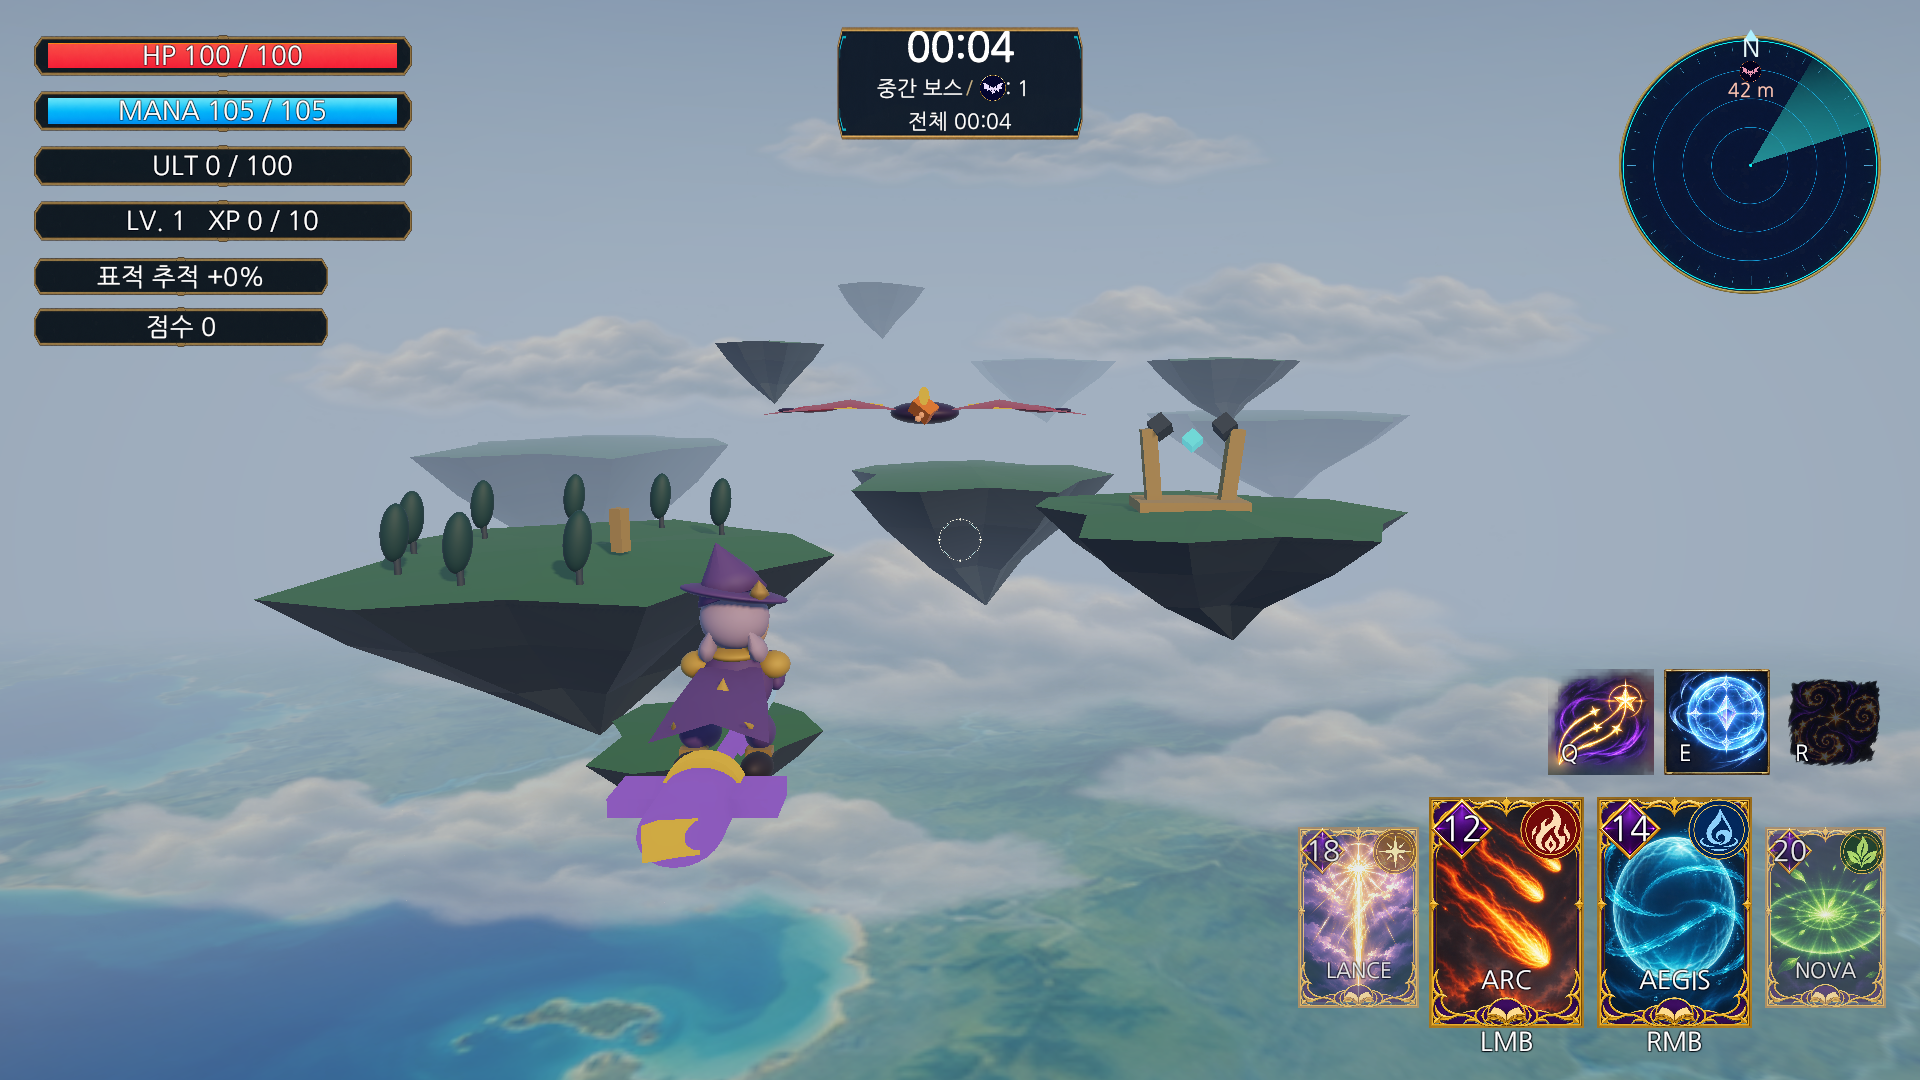 HP 100 / 100
MANA 105 / 105
ULT 0 / 100
LV. 1 XP 0 / 10
표적 추적 +0%
점수 0
00:04
중간 보스 / : 1
전체 00:04
N
42 m
Q
E
R
18
LANCE
12
ARC
LMB
14
AEGIS
RMB
20
NOVA